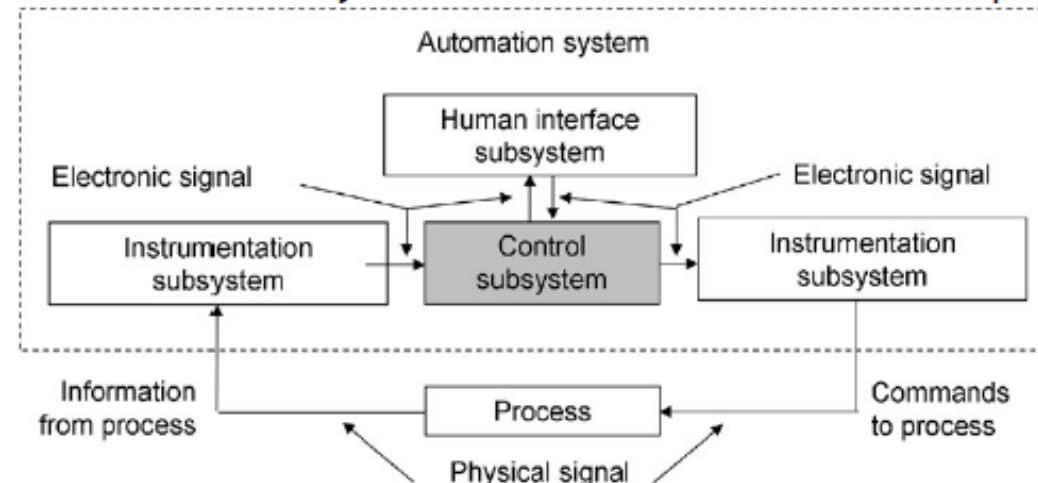 Automation system
Human interface
subsystem
Electronic signal
Electronic signal
Instrumentation
subsystem
Control
subsystem
Instrumentation
subsystem
Information
from process
Process
Commands
to process
Physical signal